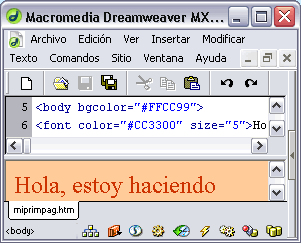 Macromedia Dreamweaver MX...
Archivo Edición Ver Insertar Modificar
Texto Comandos Sitio Ventana Ayuda
5 <body bgcolor="#FFCC99">
6 <font color="#CC3300" size="5">Ho
Hola, estoy haciendo
miprimpag.htm
<body>